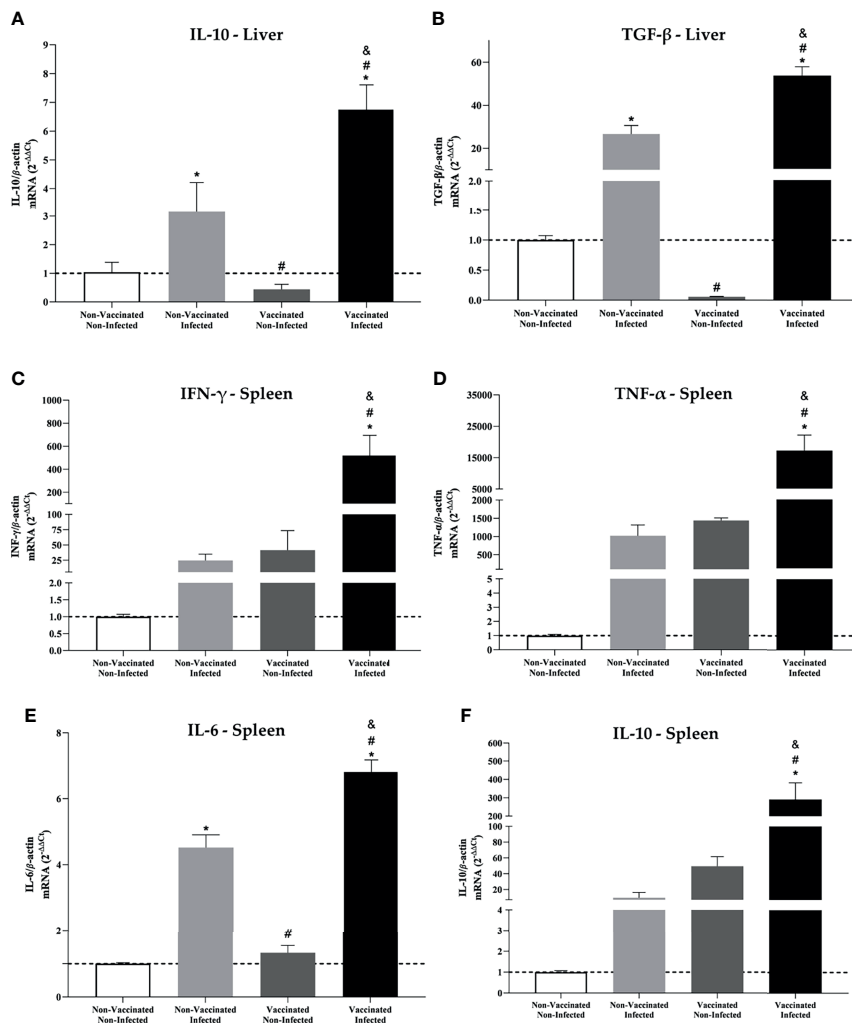 A
IL-10 - Liver
IL-10/β-actin
mRNA (2-ΔΔCt)
9
8
7
6
5
4
3
2
1
0
*
#
&
#
*
Non-Vaccinated
Non-Infected
Non-Vaccinated
Infected
Vaccinated
Non-Infected
Vaccinated
Infected
B
TGF-β - Liver
TGF-β/β-actin
mRNA (2-ΔΔCt)
60
40
20
2.0
1.5
1.0
0.5
0.0
*
#
&
#
*
Non-Vaccinated
Non-Infected
Non-Vaccinated
Infected
Vaccinated
Non-Infected
Vaccinated
Infected
C
IFN-γ - Spleen
INF-γ/β-actin
mRNA (2-ΔΔCt)
1000
800
600
400
200
100
75
50
25
2.0
1.5
1.0
0.5
0.0
&
#
*
Non-Vaccinated
Non-Infected
Non-Vaccinated
Infected
Vaccinated
Non-Infected
Vaccinated
Infected
D
TNF-α - Spleen
TNF-α/β-actin
mRNA (2-ΔΔCt)
35000
25000
15000
5000
2000
1500
1000
500
5
4
3
2
1
0
&
#
*
Non-Vaccinated
Non-Infected
Non-Vaccinated
Infected
Vaccinated
Non-Infected
Vaccinated
Infected
E
IL-6 - Spleen
IL-6/β-actin
mRNA (2-ΔΔCt)
8
6
4
2
0
*
#
&
#
*
Non-Vaccinated
Non-Infected
Non-Vaccinated
Infected
Vaccinated
Non-Infected
Vaccinated
Infected
F
IL-10 - Spleen
IL-10/β-actin
mRNA (2-ΔΔCt)
600
500
400
300
200
100
80
60
40
20
4
3
2
1
0
&
#
*
Non-Vaccinated
Non-Infected
Non-Vaccinated
Infected
Vaccinated
Non-Infected
Vaccinated
Infected